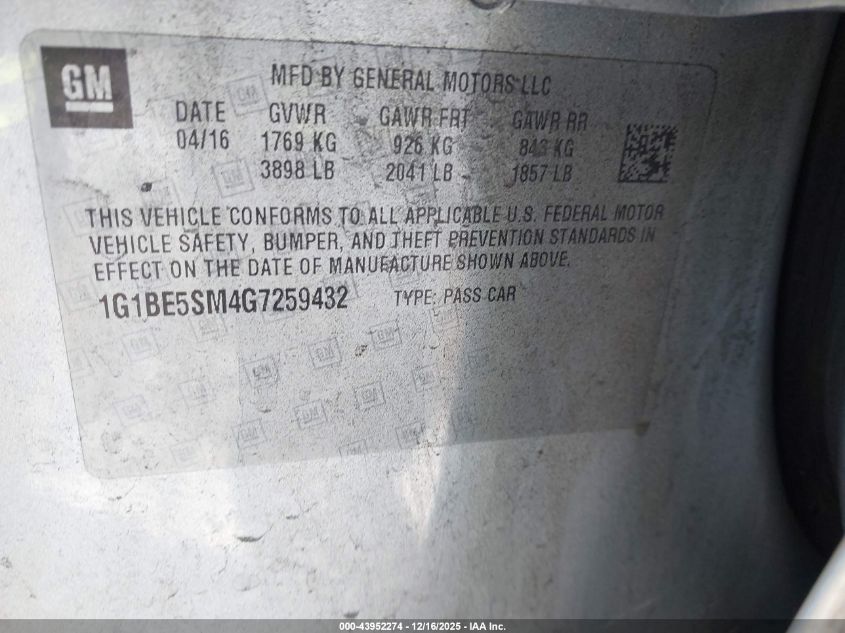 GM
MFD BY GENERAL MOTORS LLC
DATE GVWR GAWR FRT GAWR RR
04/16 1769 KG 926 KG 843 KG
3898 LB 2041 LB 1857 LB
THIS VEHICLE CONFORMS TO ALL APPLICABLE U.S. FEDERAL MOTOR
VEHICLE SAFETY, BUMPER, AND THEFT PREVENTION STANDARDS IN
EFFECT ON THE DATE OF MANUFACTURE SHOWN ABOVE.
1G1BE5SM4G7259432 TYPE: PASS CAR
000-43952274 - 12/16/2025 - IAA Inc.